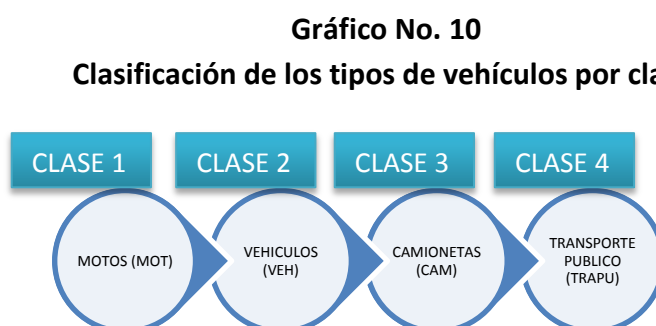 Gráfico No. 10
Clasificación de los tipos de vehículos por
CLASE 1
CLASE 2
CLASE 3
CLASE 4
MOTOS (MOT)
VEHICULOS
(VEH)
CAMIONETAS
(CAM)
TRANSPORTE
PUBLICO
(TRAPU)